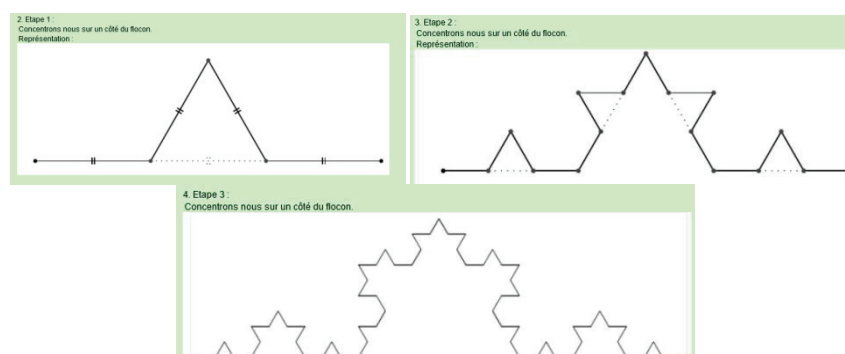 2. Etape 1 :
Concentrons nous sur un côté du flocon.
Représentation :
3. Etape 2 :
Concentrons nous sur un côté du flocon.
Représentation :
4. Etape 3 :
Concentrons nous sur un côté du flocon.